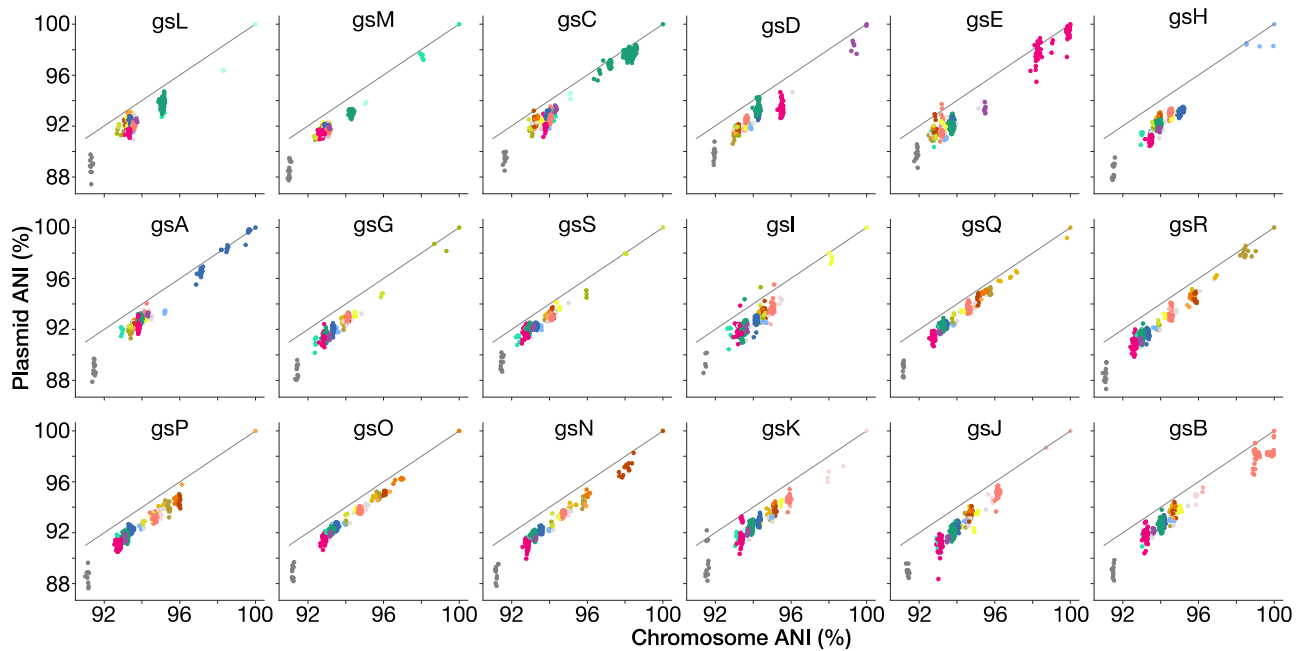 gsL gsM gsC gsD gsE gsH
100
96
92
88
gsA gsG gsS gsI gsQ gsR
100
96
92
88
gsP gsO gsN gsK gsJ gsB
100
96
92
88
92 96 100 92 96 100 92 96 100 92 96 100 92 96 100 92 96 100
Plasmid ANI (%)
Chromosome ANI (%)